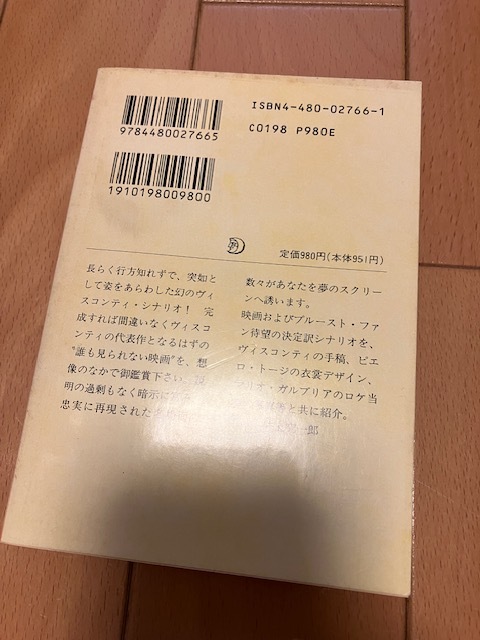 ISBN4-480-02766-1
C0198 P980E
9784480027665
1910198009800
定価980円(本体951円)
長らく行方知れずで、突如と
して姿をあらわした幻のヴィ
スコンティ・シナリオ! 完
成すれば間違いなくヴィスコ
ンティの代表作となるはずの
"誰も見られない映画"を、想
像のなかで御鑑賞下さい。説
明の過剰もなく暗示に
忠実に再現された
数々があなたを夢のスクリー
ンへ誘います。
映画およびプルースト・ファ
ン待望の決定訳シナリオを、
ヴィスコンティの手稿、ピエ
ロ・トージの衣裳デザイン、
マリオ・ガルブリアのロケ当
と共に紹介。
一郎